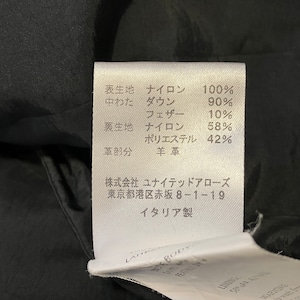 表生地 ナイロン 100%
中わた ダウン 90%
フェザー 10%
裏生地 ナイロン 58%
ポリエステル 42%
革部分 羊革
株式会社 ユナイテッドアローズ
東京都港区赤坂8-1-19
イタリア製